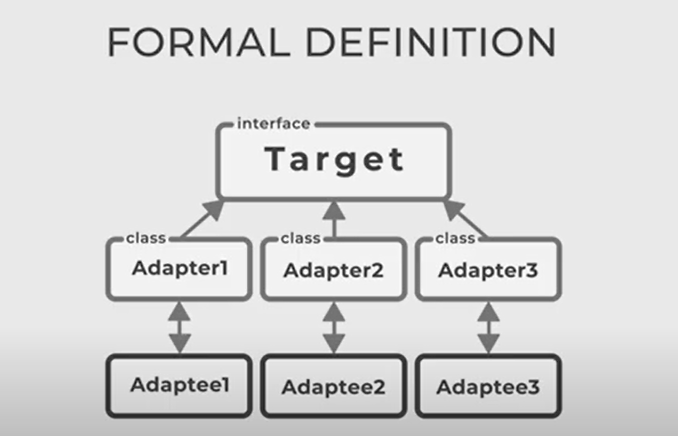 FORMAL DEFINITION
interface
Target
class
Adapter1
class
Adapter2
class
Adapter3
Adaptee1
Adaptee2
Adaptee3